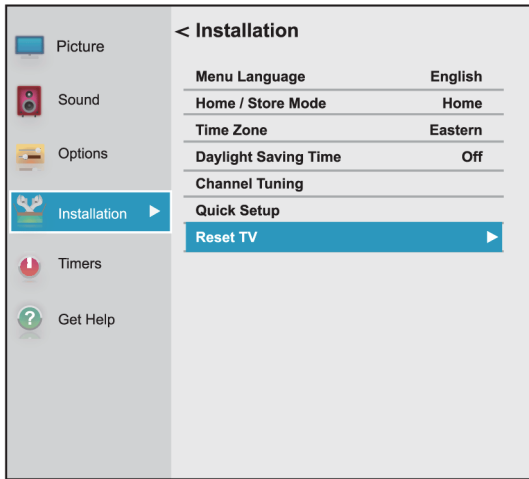 Picture
Sound
Options
Installation
Timers
Get Help
< Installation
Menu Language English
Home / Store Mode Home
Time Zone Eastern
Daylight Saving Time Off
Channel Tuning
Quick Setup
Reset TV